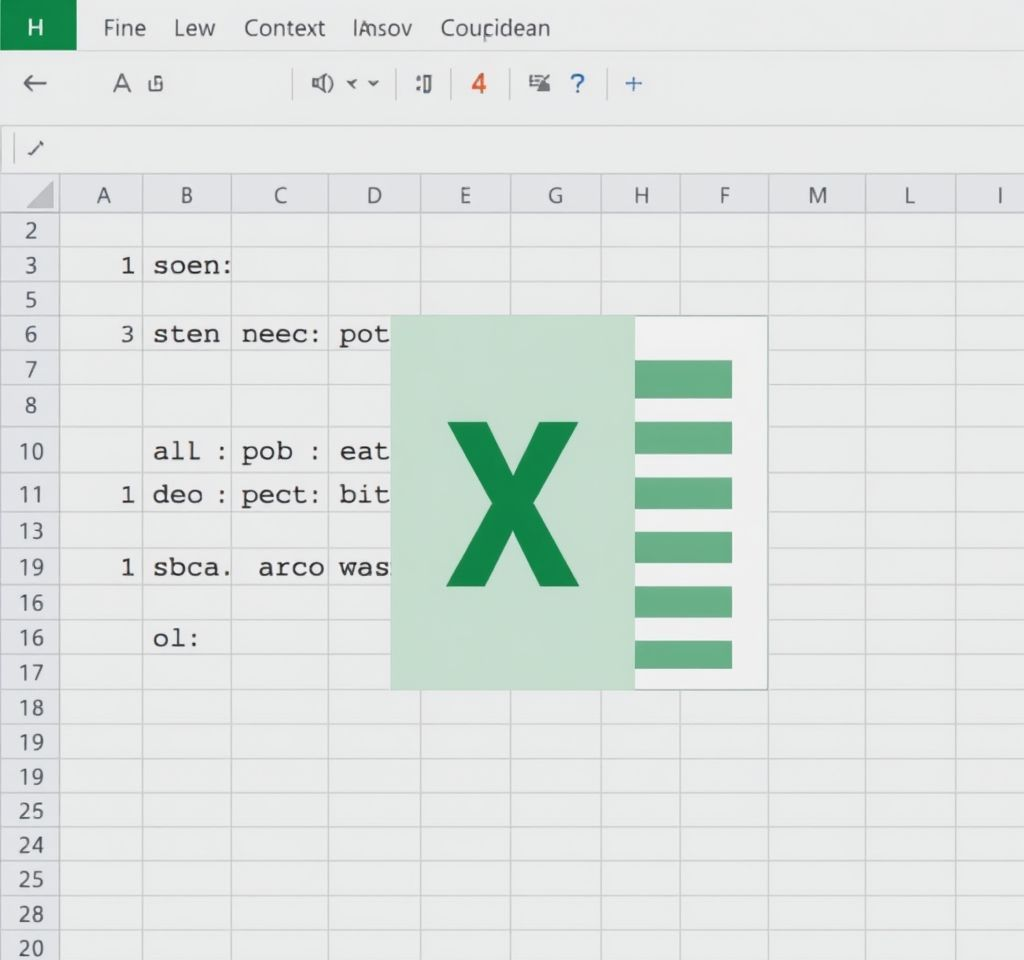 H Fine Lew Context
A 4 ? +
A B C D E G H F M L I
2
3 1 soen:
5
6 3 sten neec: pot
7
8
10 all : pob : eat
11 1 deo : pect: bit
13
19 1 sbca. arco was
16
16 ol:
17
18
19
19
25
24
25
28
20
X